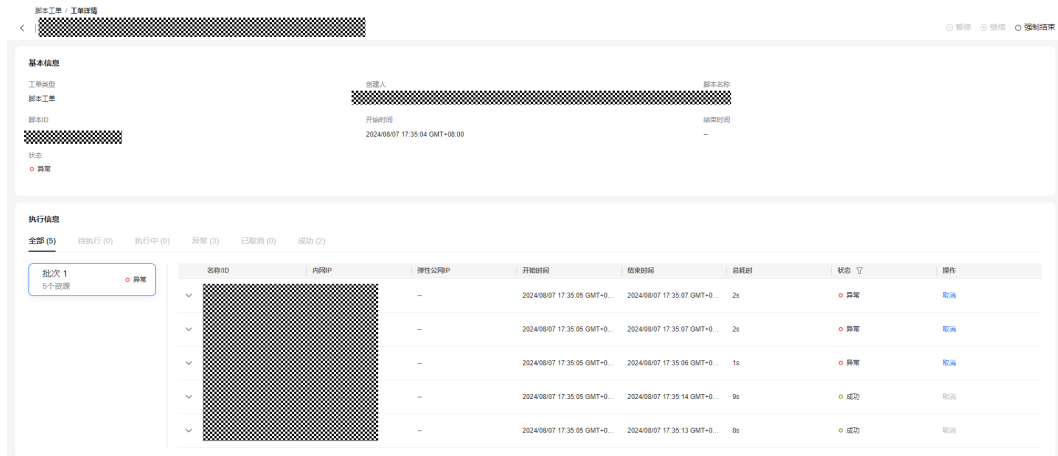 脚本工单 / 工单详情
暂停 继续 强制结束
基本信息
工单类型 创建人 脚本名称
脚本工单
脚本ID 开始时间 结束时间
2024/08/07 17:35:04 GMT+08:00 --
状态
异常
执行信息
全部 (5) 待执行 (0) 执行中 (0) 异常 (3) 已取消 (0) 成功 (2)
批次 1 异常
5个资源
名称/ID 内网IP 弹性公网IP 开始时间 结束时间 总耗时 状态 操作
-- 2024/08/07 17:35:05 GMT+0... 2024/08/07 17:35:07 GMT+0... 2s 异常 取消
-- 2024/08/07 17:35:05 GMT+0... 2024/08/07 17:35:07 GMT+0... 2s 异常 取消
-- 2024/08/07 17:35:05 GMT+0... 2024/08/07 17:35:06 GMT+0... 1s 异常 取消
-- 2024/08/07 17:35:05 GMT+0... 2024/08/07 17:35:14 GMT+0... 9s 成功 取消
-- 2024/08/07 17:35:05 GMT+0... 2024/08/07 17:35:13 GMT+0... 8s 成功 取消